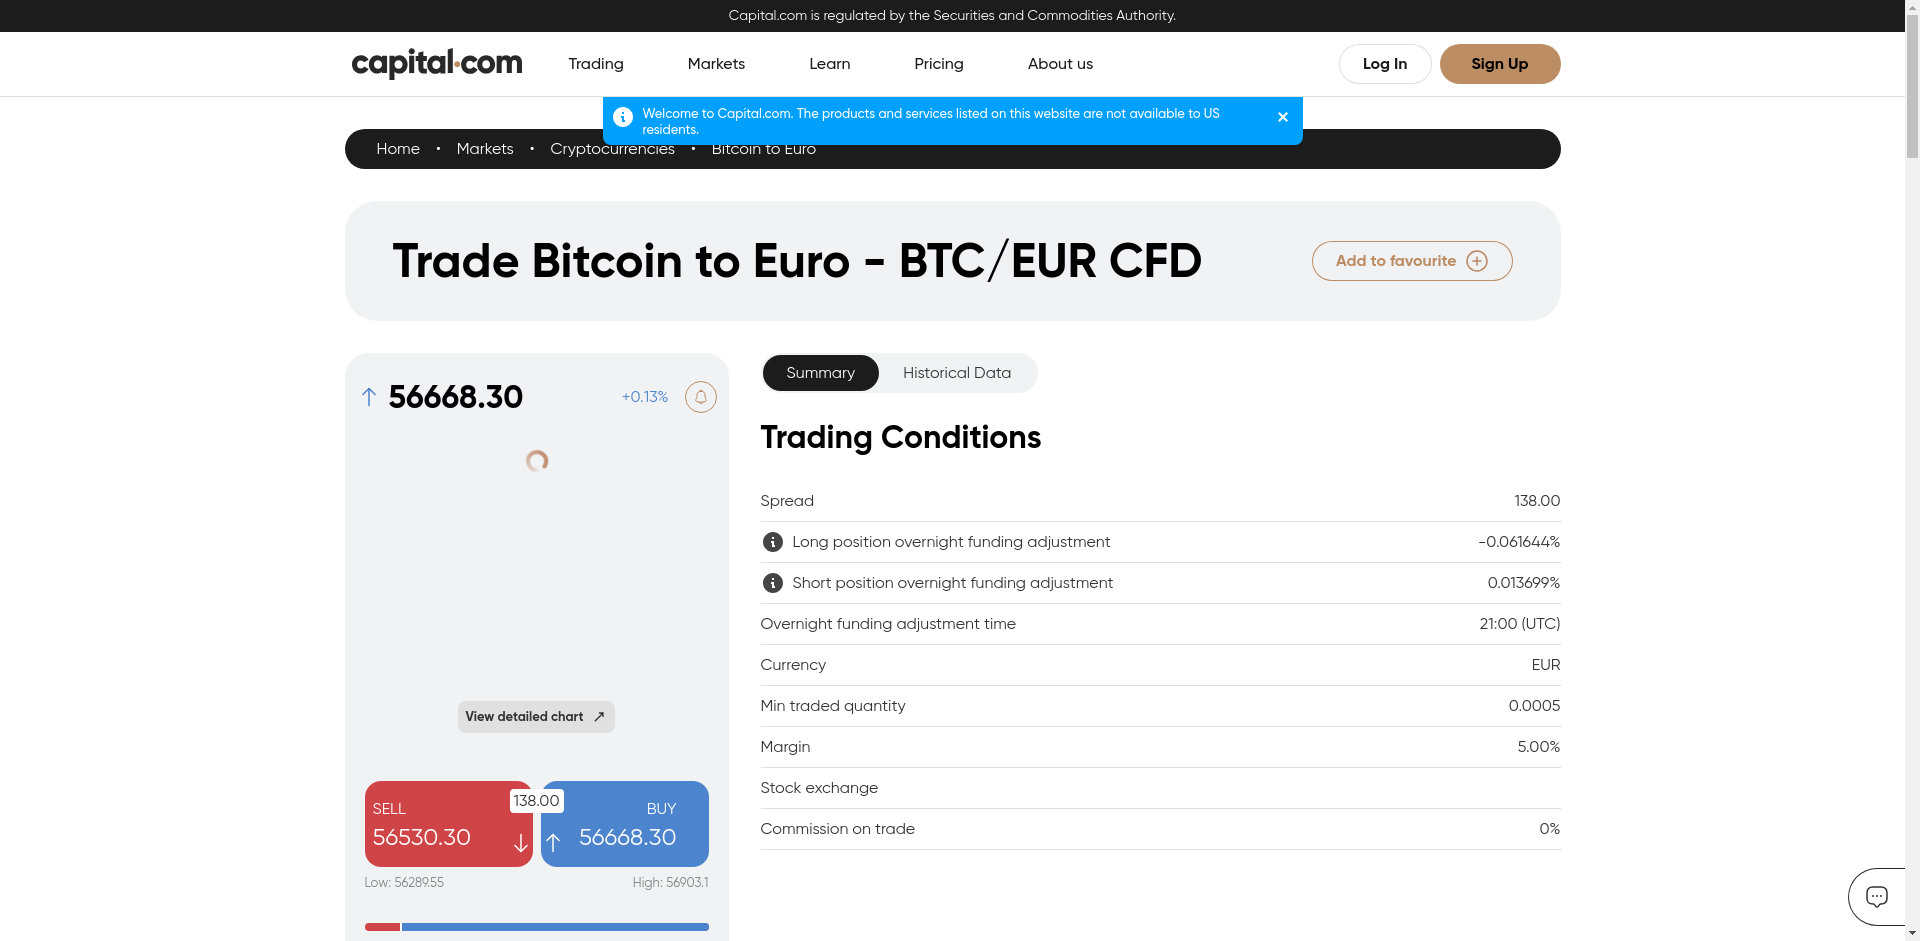 Capital.com is regulated by the Securities and Commodities Authority.
capital.com
Trading
Markets
Learn
Pricing
About us
Log In
Sign Up
Welcome to Capital.com. The products and services listed on this website are not available to US
residents.
Home • Markets • Cryptocurrencies • Bitcoin to Euro
Trade Bitcoin to Euro - BTC/EUR CFD
Add to favourite
56668.30
+0.13%
View detailed chart
SELL
56530.30
138.00
BUY
56668.30
Low: 56289.55
High: 56903.1
Summary
Historical Data
Trading Conditions
Spread 138.00
Long position overnight funding adjustment -0.061644%
Short position overnight funding adjustment 0.013699%
Overnight funding adjustment time 21:00 (UTC)
Currency EUR
Min traded quantity 0.0005
Margin 5.00%
Stock exchange
Commission on trade 0%